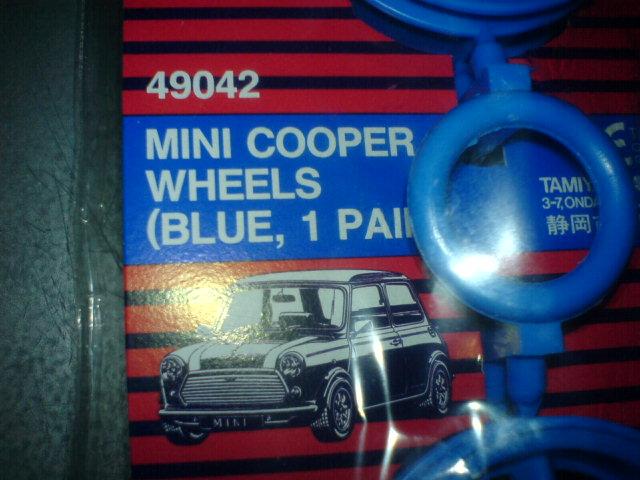 49042
MINI COOPER
WHEELS
(BLUE, 1 PAI
TAMIY
3-7, ONDA
静岡
MINI